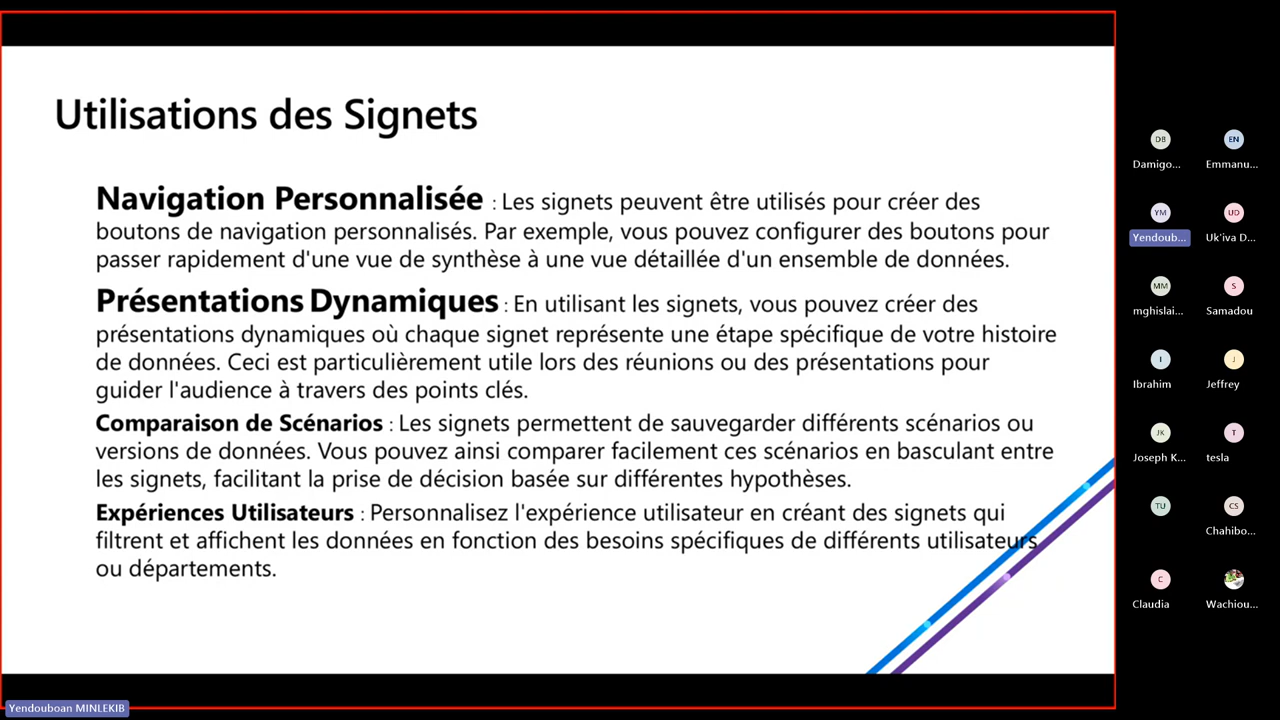 Utilisations des Signets
Navigation Personnalisée : Les signets peuvent être utilisés pour créer des
boutons de navigation personnalisés. Par exemple, vous pouvez configurer des boutons pour
passer rapidement d'une vue de synthèse à une vue détaillée d'un ensemble de données.
Présentations Dynamiques : En utilisant les signets, vous pouvez créer des
présentations dynamiques où chaque signet représente une étape spécifique de votre histoire
de données. Ceci est particulièrement utile lors des réunions ou des présentations pour
guider l'audience à travers des points clés.
Comparaison de Scénarios : Les signets permettent de sauvegarder différents scénarios ou
versions de données. Vous pouvez ainsi comparer facilement ces scénarios en basculant entre
les signets, facilitant la prise de décision basée sur différentes hypothèses.
Expériences Utilisateurs : Personnalisez l'expérience utilisateur en créant des signets qui
filtrent et affichent les données en fonction des besoins spécifiques de différents utilisateurs
ou départements.
Yendouboan MINLEKIB
DB EN
Damigo... Emmanu...
YM UD
Yendoub... Uk'iva D...
MM S
mghislai... Samadou
I J
Ibrahim Jeffrey
JK T
Joseph K... tesla
TU CS
Chahibo...
C
Claudia Wachiou...